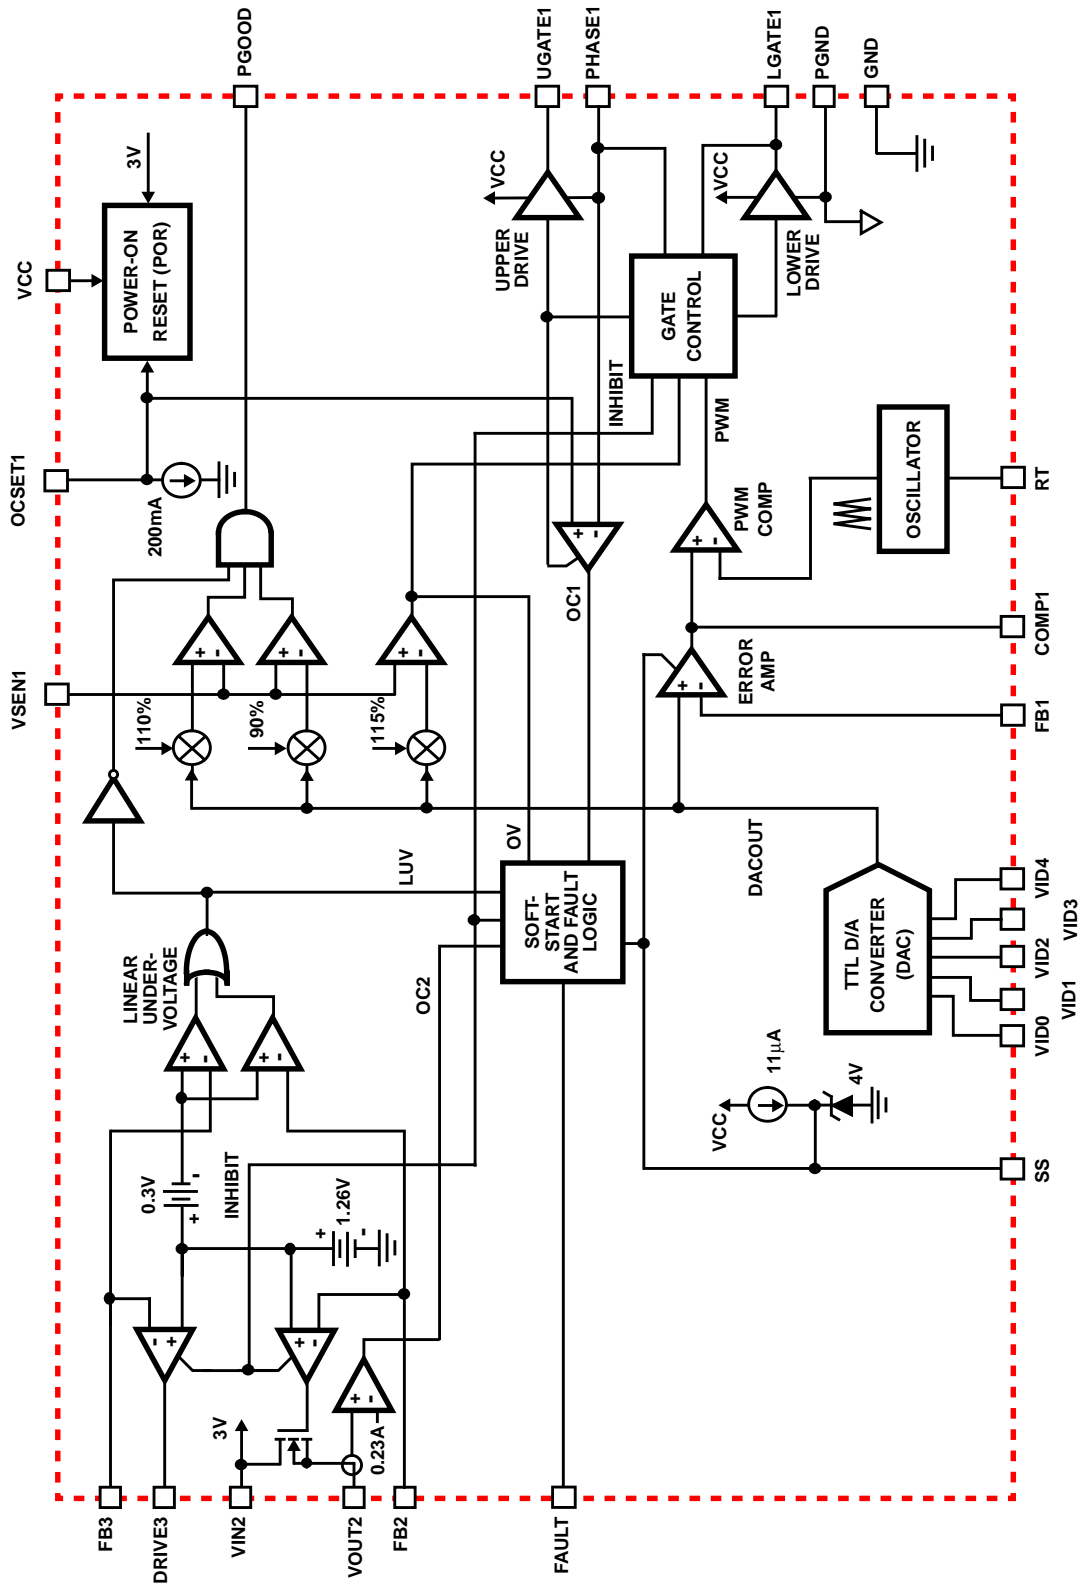 VSEN1
OCSET1
VCC
FB3
DRIVE3
VIN2
VOUT2
FB2
FAULT
3V
0.23A
+
-
0.3V
+
-
INHIBIT
1.26V
+
-
LINEAR
UNDER-
VOLTAGE
LUV
OC2
OV
OC1
110%
90%
115%
200mA
POWER-ON
RESET (POR)
3V
PGOOD
UGATE1
PHASE1
LGATE1
PGND
GND
VCC
UPPER
DRIVE
VCC
LOWER
DRIVE
GATE
CONTROL
INHIBIT
PWM
PWM
COMP
ERROR
AMP
OSCILLATOR
SOFT-
START
AND FAULT
LOGIC
DACOUT
TTL D/A
CONVERTER
(DAC)
VCC
11μA
4V
SS
VID0
VID1
VID2
VID3
VID4
FB1
COMP1
RT